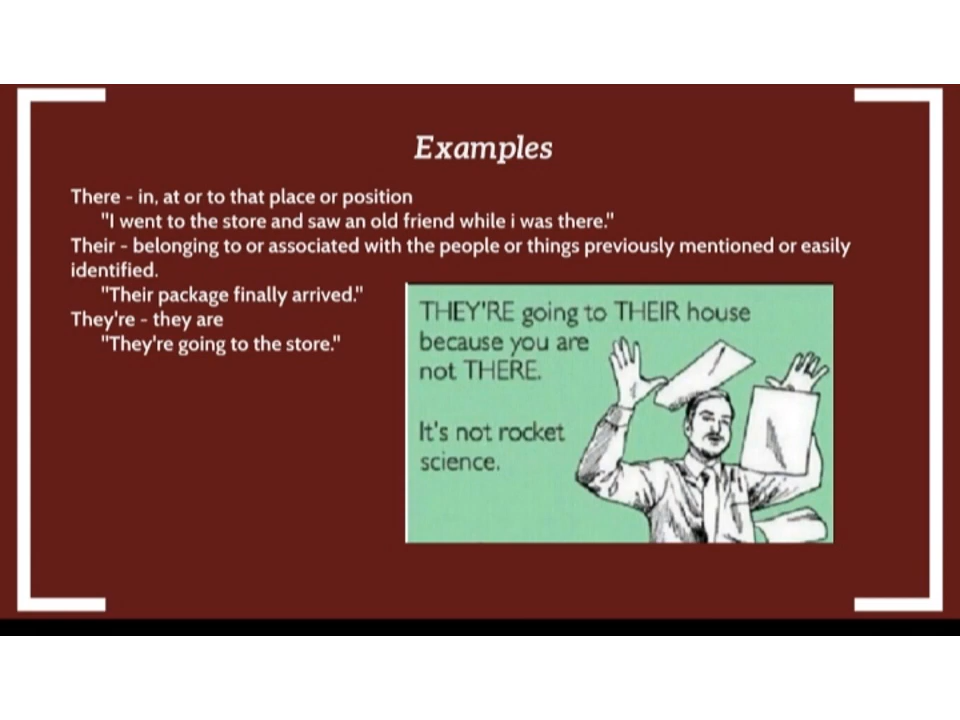 Examples
There - in, at or to that place or position
"I went to the store and saw an old friend while i was there."
Their - belonging to or associated with the people or things previously mentioned or easily
identified.
"Their package finally arrived."
They're - they are
"They're going to the store."
THEY'RE going to THEIR house
because you are
not THERE.
It's not rocket
science.